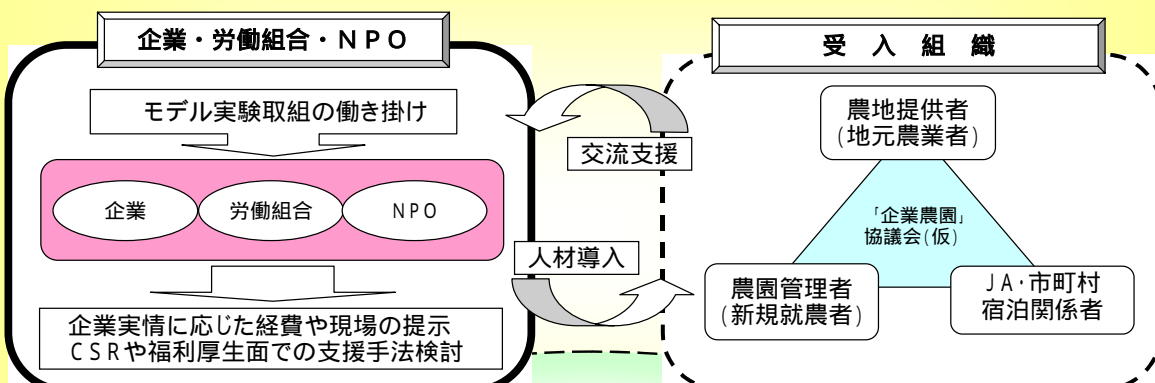 企業・労働組合・NPO
モデル実験取組の働き掛け
企業
労働組合
NPO
企業実情に応じた経費や現場の提示
CSRや福利厚生面での支援手法検討
交流支援
人材導入
受入組織
農地提供者
(地元農業者)
「企業農園」
協議会(仮)
農園管理者
(新規就農者)
JA・市町村
宿泊関係者